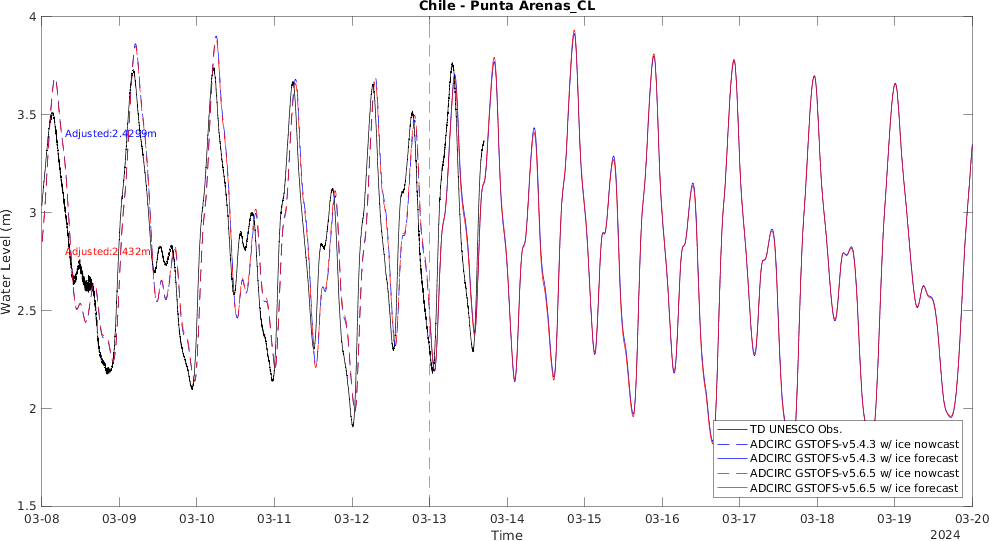 Chile - Punta Arenas_CL
Water Level (m)
4
3.5
3
2.5
2
1.5
Adjusted:2.4299m
Adjusted:2.432m
TD UNESCO Obs.
ADCIRC GSTOFS-v5.4.3 w/ ice nowcast
ADCIRC GSTOFS-v5.4.3 w/ ice forecast
ADCIRC GSTOFS-v5.6.5 w/ ice nowcast
ADCIRC GSTOFS-v5.6.5 w/ ice forecast
03-08 03-09 03-10 03-11 03-12 03-13 03-14 03-15 03-16 03-17 03-18 03-19 03-20
Time
2024